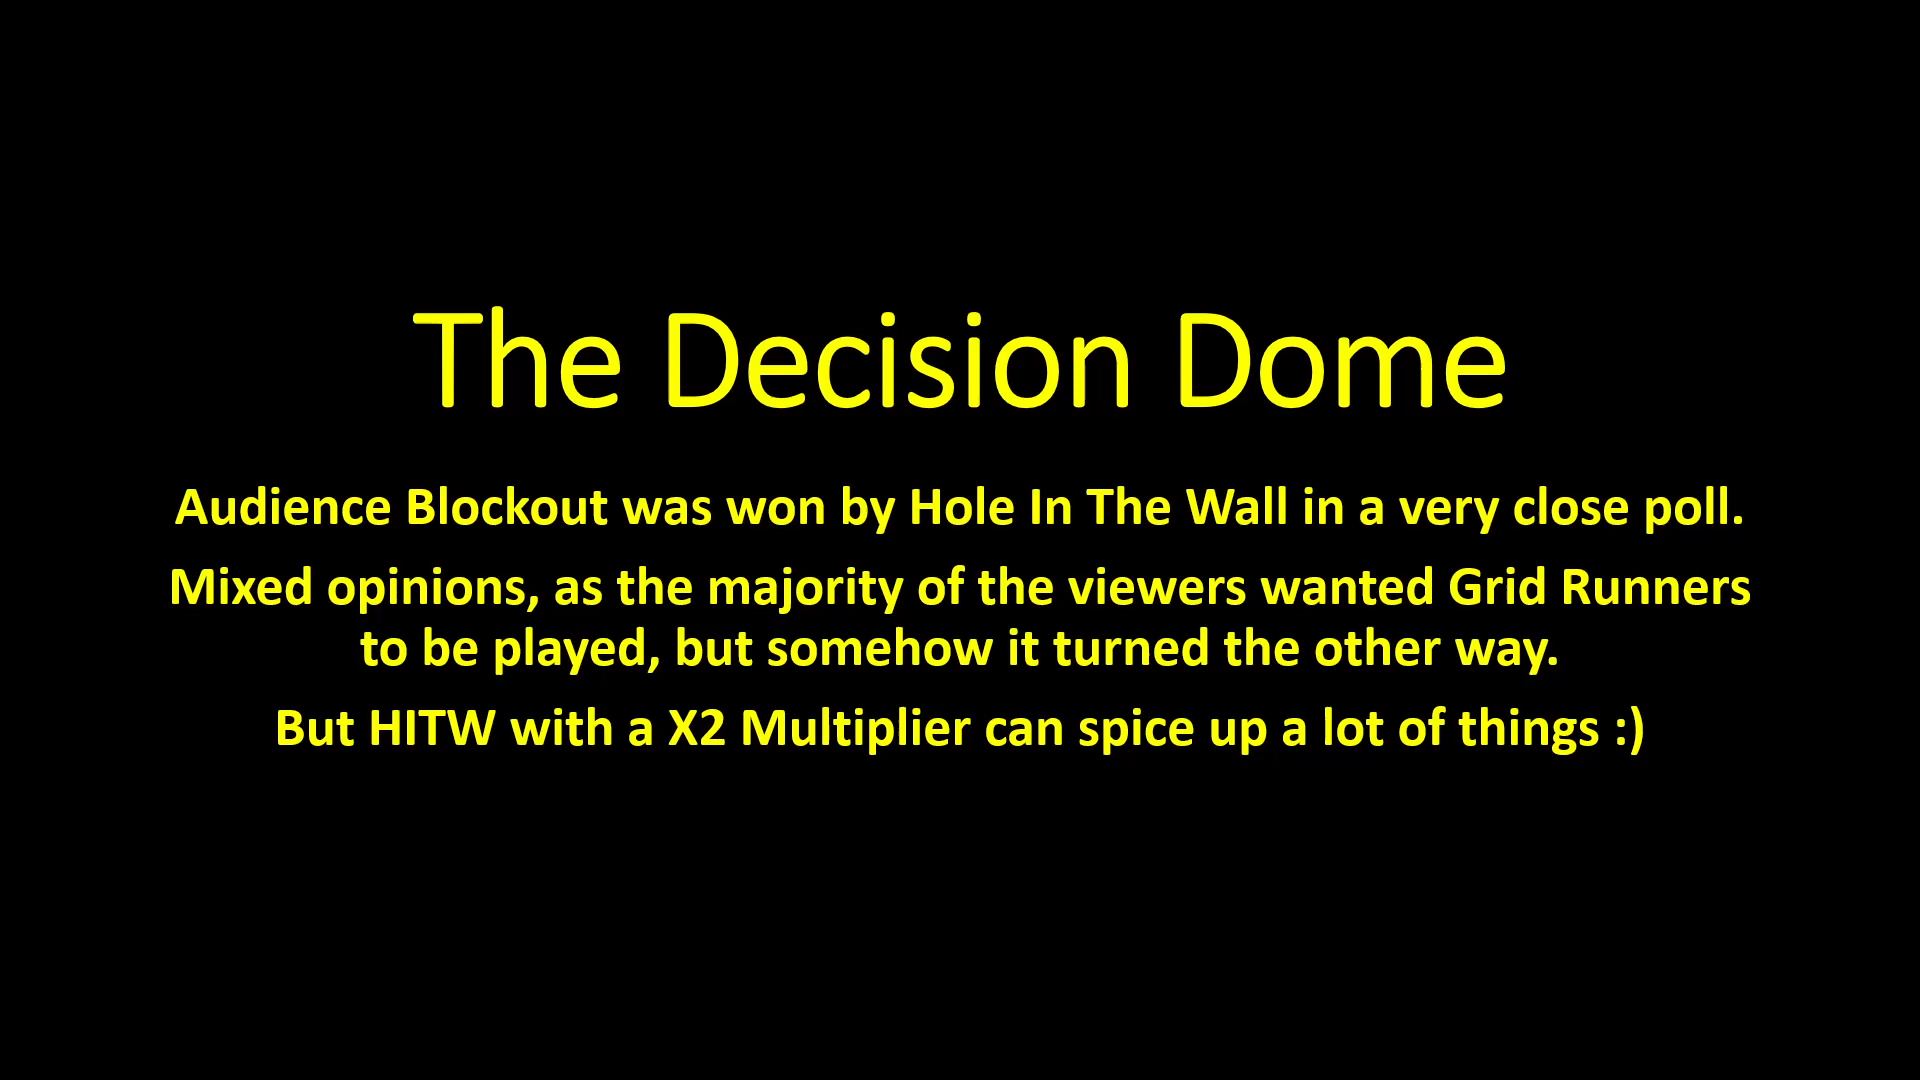 The Decision Dome
Audience Blockout was won by Hole In The Wall in a very close poll.
Mixed opinions, as the majority of the viewers wanted Grid Runners
to be played, but somehow it turned the other way.
But HITW with a X2 Multiplier can spice up a lot of things :)